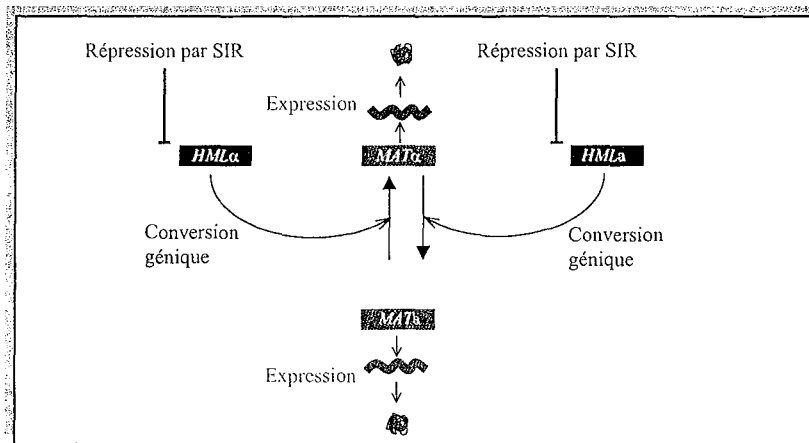 Répression par SIR
Répression par SIR
Expression
HMLα
MATα
HMLa
Conversion
génique
Conversion
génique
MATa
Expression